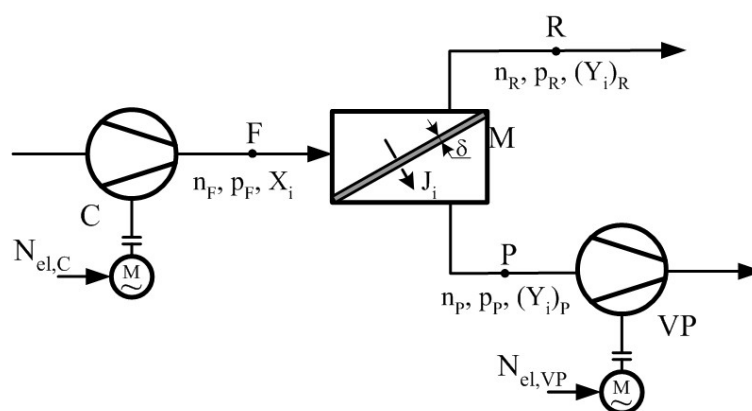 R
n_R, p_R, (Y_i)_R
F
M
δ
J_i
n_F, p_F, X_i
C
N_el,C
M
~
P
n_P, p_P, (Y_i)_P
VP
N_el,VP
M
~